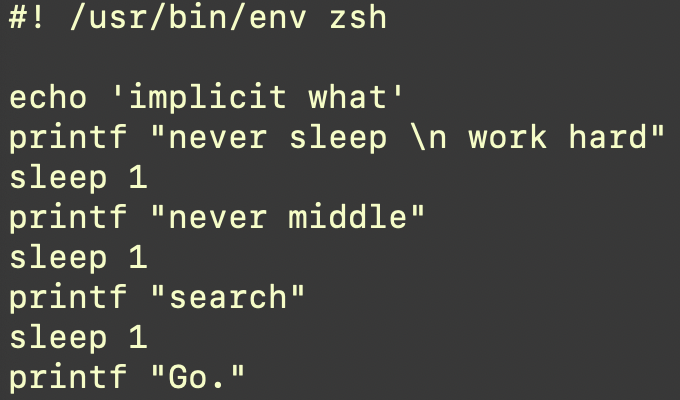 #! /usr/bin/env zsh

echo 'implicit what'
printf "never sleep \n work hard"
sleep 1
printf "never middle"
sleep 1
printf "search"
sleep 1
printf "Go."